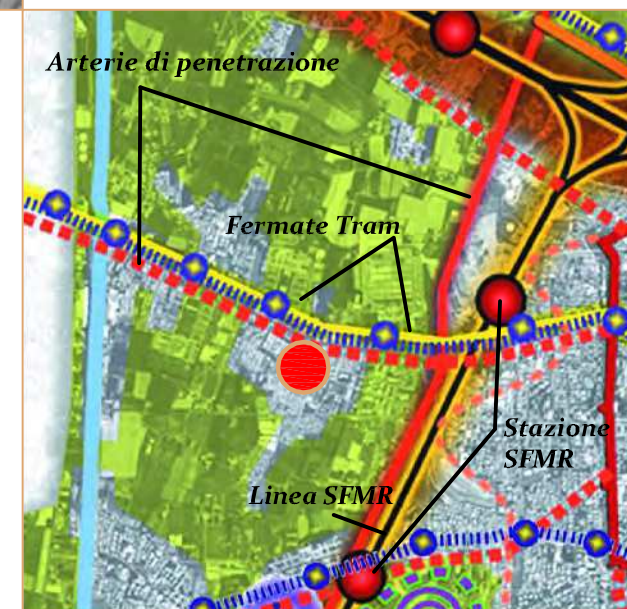 Arterie di penetrazione
Fermate Tram
Stazione
SFMR
Linea SFMR